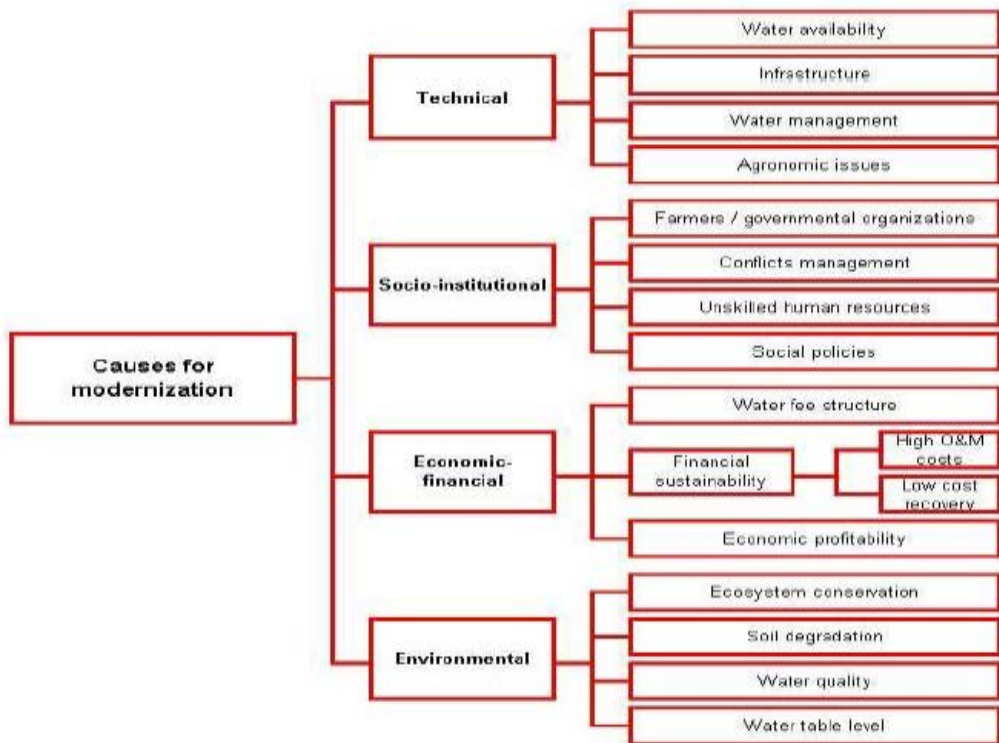 Causes for
modernization
Technical
Water availability
Infrastructure
Water management
Agronomic issues
Socio-institutional
Farmers / governmental organizations
Conflicts management
Unskilled human resources
Social policies
Economic-
financial
Water fee structure
Financial
sustainability
High O&M
costs
Low cost
recovery
Economic profitability
Environmental
Ecosystem conservation
Soil degradation
Water quality
Water table level